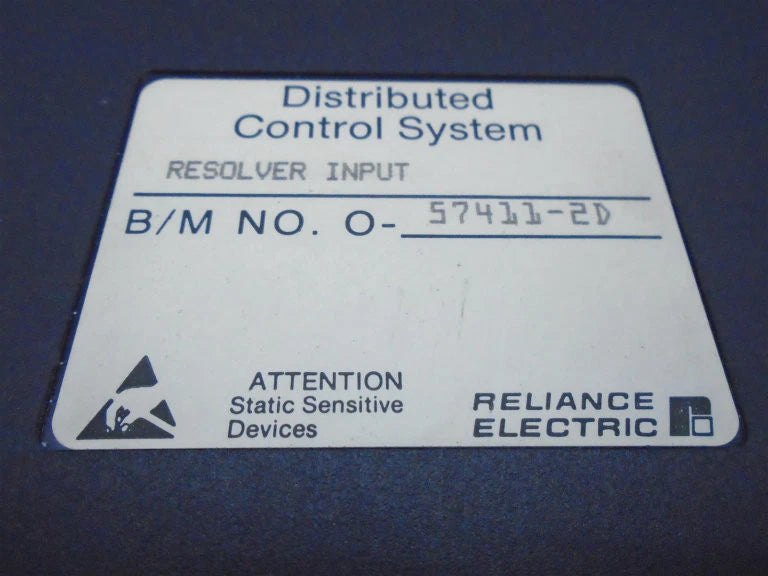 Distributed
Control System
RESOLVER INPUT
B/M NO. O- 57411-2D
ATTENTION
Static Sensitive
Devices
RELIANCE
ELECTRIC